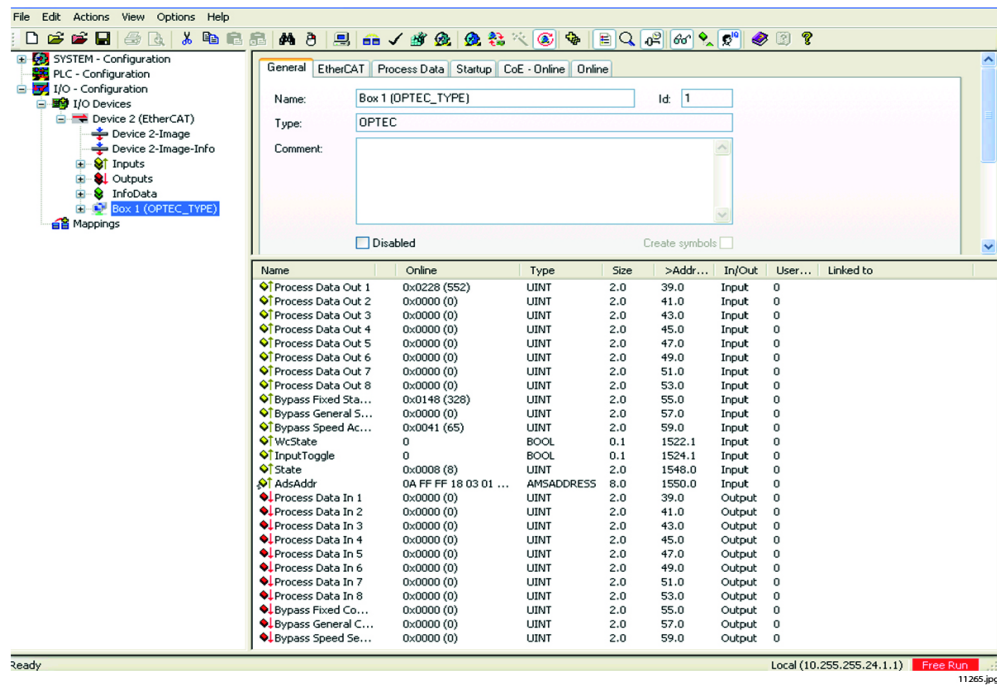 File Edit Actions View Options Help
SYSTEM - Configuration
PLC - Configuration
I/O - Configuration
I/O Devices
Device 2 (EtherCAT)
Device 2-Image
Device 2-Image-Info
Inputs
Outputs
InfoData
Box 1 (OPTEC_TYPE)
Mappings
General EtherCAT Process Data Startup CoE - Online Online
Name: Box 1 (OPTEC_TYPE) Id: 1
Type: OPTEC
Comment:
Disabled Create symbols
Name Online Type Size >Addr... In/Out User... Linked to
Process Data Out 1 0x0228 (552) UINT 2.0 39.0 Input 0
Process Data Out 2 0x0000 (0) UINT 2.0 41.0 Input 0
Process Data Out 3 0x0000 (0) UINT 2.0 43.0 Input 0
Process Data Out 4 0x0000 (0) UINT 2.0 45.0 Input 0
Process Data Out 5 0x0000 (0) UINT 2.0 47.0 Input 0
Process Data Out 6 0x0000 (0) UINT 2.0 49.0 Input 0
Process Data Out 7 0x0000 (0) UINT 2.0 51.0 Input 0
Process Data Out 8 0x0000 (0) UINT 2.0 53.0 Input 0
Bypass Fixed Sta... 0x0148 (328) UINT 2.0 55.0 Input 0
Bypass General S... 0x0000 (0) UINT 2.0 57.0 Input 0
Bypass Speed Ac... 0x0041 (65) UINT 2.0 59.0 Input 0
WcState 0 BOOL 0.1 1522.1 Input 0
InputToggle 0 BOOL 0.1 1524.1 Input 0
State 0x0008 (8) UINT 2.0 1548.0 Input 0
AdsAddr 0A FF FF 18 03 01 ... AMSADDRESS 8.0 1550.0 Input 0
Process Data In 1 0x0000 (0) UINT 2.0 39.0 Output 0
Process Data In 2 0x0000 (0) UINT 2.0 41.0 Output 0
Process Data In 3 0x0000 (0) UINT 2.0 43.0 Output 0
Process Data In 4 0x0000 (0) UINT 2.0 45.0 Output 0
Process Data In 5 0x0000 (0) UINT 2.0 47.0 Output 0
Process Data In 6 0x0000 (0) UINT 2.0 49.0 Output 0
Process Data In 7 0x0000 (0) UINT 2.0 51.0 Output 0
Process Data In 8 0x0000 (0) UINT 2.0 53.0 Output 0
Bypass Fixed Co... 0x0000 (0) UINT 2.0 55.0 Output 0
Bypass General C... 0x0000 (0) UINT 2.0 57.0 Output 0
Bypass Speed Se... 0x0000 (0) UINT 2.0 59.0 Output 0
Ready Local (10.255.255.24.1.1) Free Run
11265.jpg